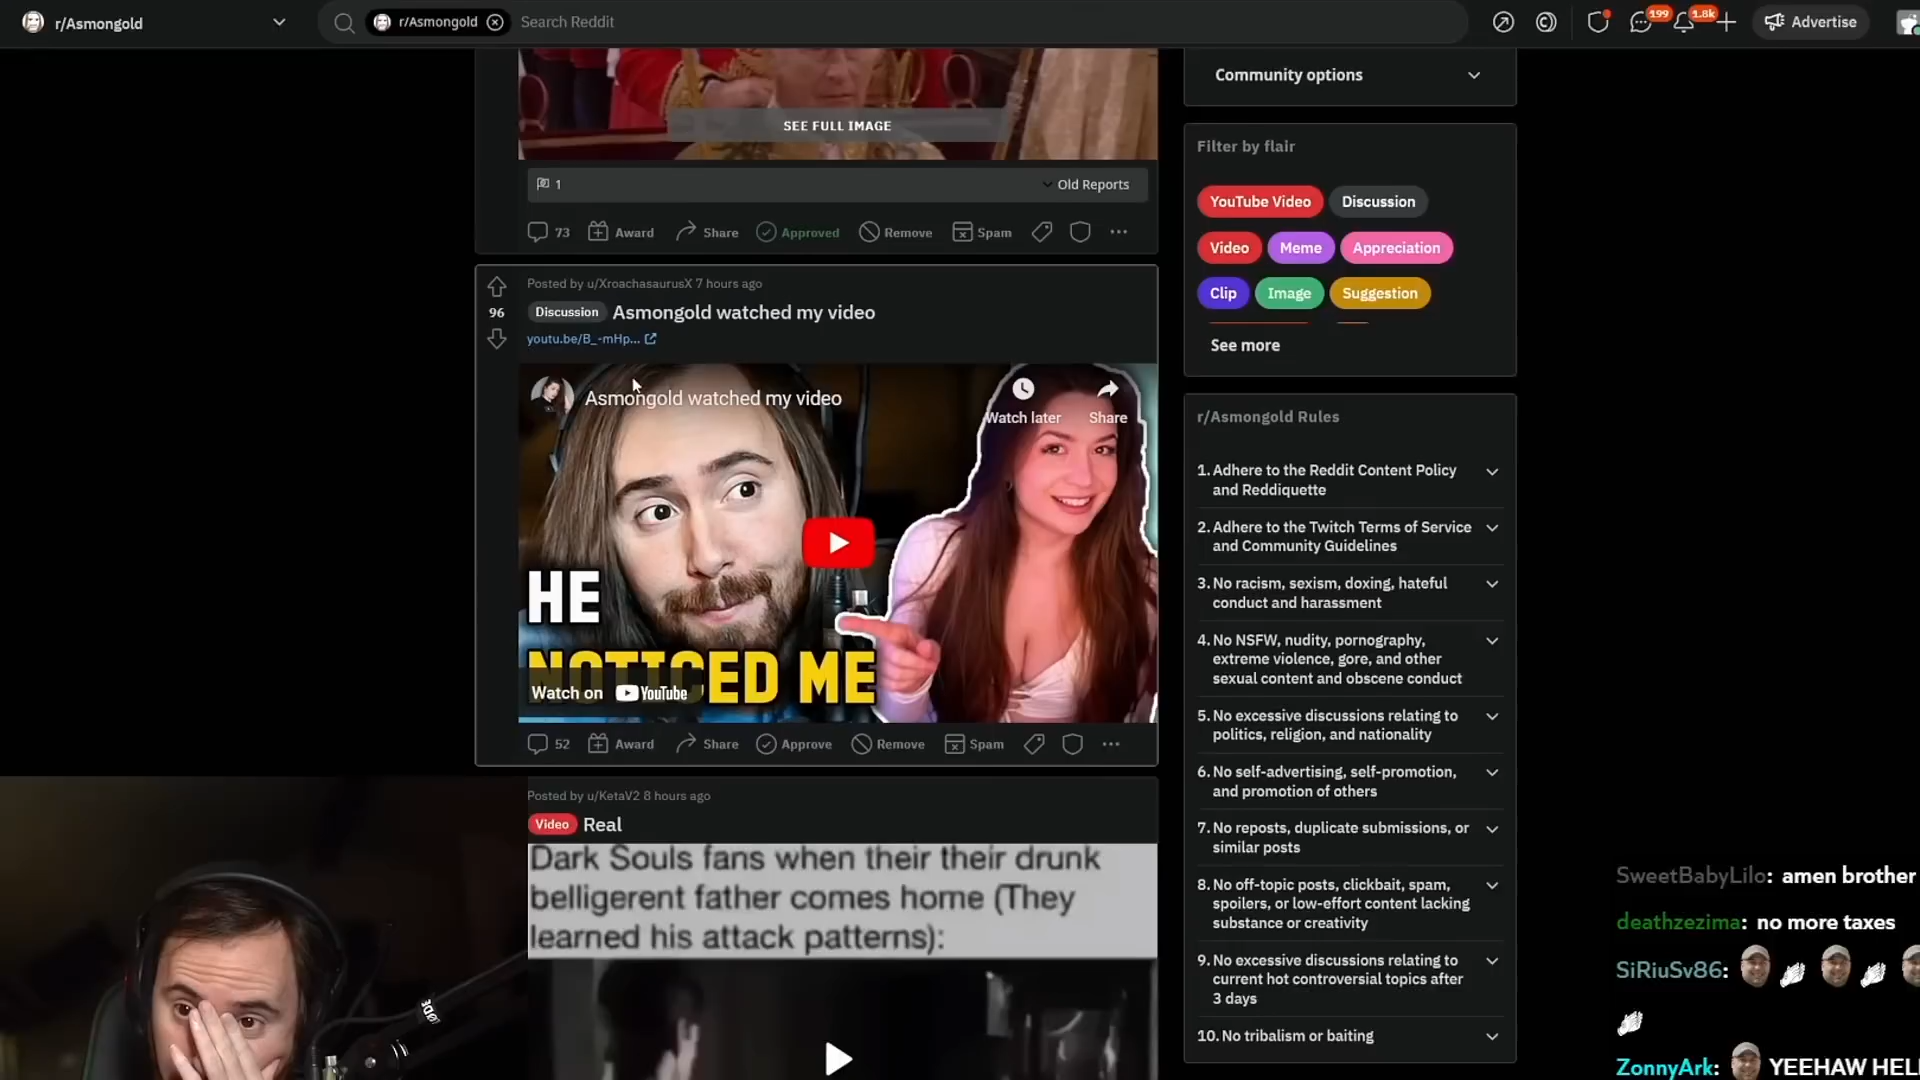 r/Asmongold
r/Asmongold
Search Reddit
199
1.8k
Advertise
SEE FULL IMAGE
1
Old Reports
73
Award
Share
Approved
Remove
Spam
Posted by u/XroachasaurusX 7 hours ago
96
Discussion
Asmongold watched my video
youtu.be/B_-mHp...
Asmongold watched my video
Watch later
Share
HE
NOTICED ME
Watch on YouTube
52
Award
Share
Approve
Remove
Spam
Posted by u/KetaV2 8 hours ago
Video
Real
Dark Souls fans when their their drunk
belligerent father comes home (They
learned his attack patterns):
Community options
Filter by flair
YouTube Video
Discussion
Video
Meme
Appreciation
Clip
Image
Suggestion
See more
r/Asmongold Rules
1. Adhere to the Reddit Content Policy
and Reddiquette
2. Adhere to the Twitch Terms of Service
and Community Guidelines
3. No racism, sexism, doxing, hateful
conduct and harassment
4. No NSFW, nudity, pornography,
extreme violence, gore, and other
sexual content and obscene conduct
5. No excessive discussions relating to
politics, religion, and nationality
6. No self-advertising, self-promotion,
and promotion of others
7. No reposts, duplicate submissions, or
similar posts
8. No off-topic posts, clickbait, spam,
spoilers, or low-effort content lacking
substance or creativity
9. No excessive discussions relating to
current hot controversial topics after
3 days
10. No tribalism or baiting
SweetBabyLilo: amen brother
deathzezima: no more taxes
SiRiuSv86:
ZonnyArk: YEEHAW HELL